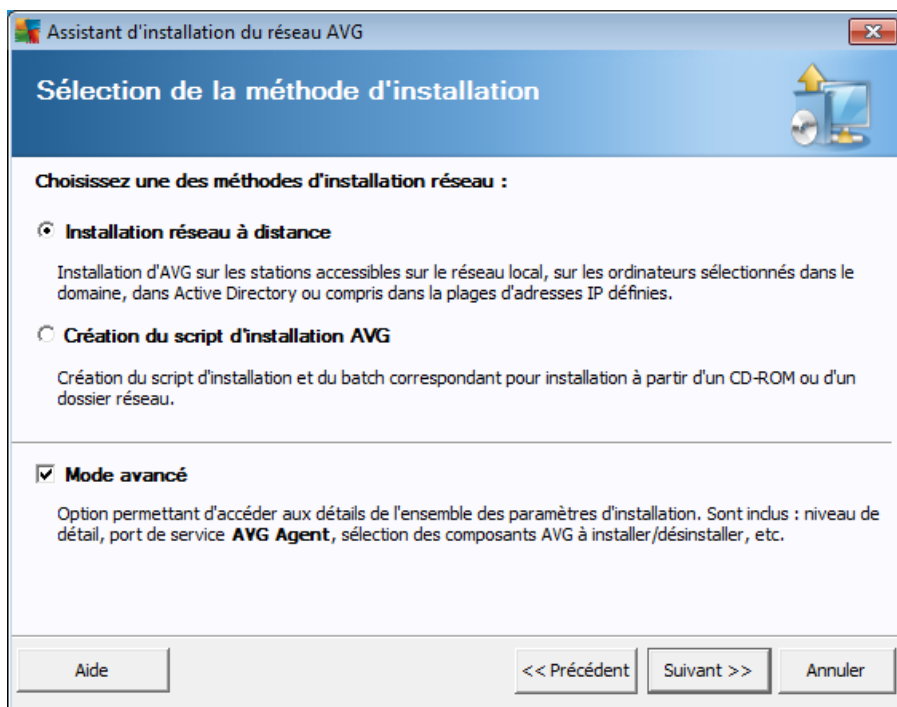 Assistant d'installation du réseau AVG
Sélection de la méthode d'installation
Choisissez une des méthodes d'installation réseau :
Installation réseau à distance
Installation d'AVG sur les stations accessibles sur le réseau local, sur les ordinateurs sélectionnés dans le
domaine, dans Active Directory ou compris dans la plages d'adresses IP définies.
Création du script d'installation AVG
Création du script d'installation et du batch correspondant pour installation à partir d'un CD-ROM ou d'un
dossier réseau.
Mode avancé
Option permettant d'accéder aux détails de l'ensemble des paramètres d'installation. Sont inclus : niveau de
détail, port de service AVG Agent, sélection des composants AVG à installer/désinstaller, etc.
Aide
<< Précédent
Suivant >>
Annuler